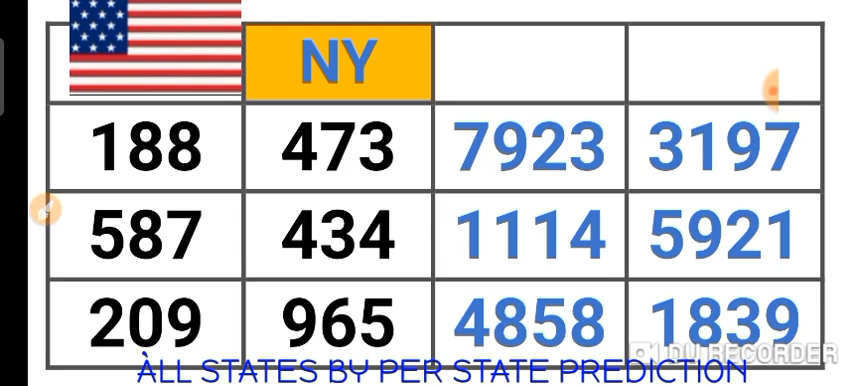 NY
188 473 7923 3197
587 434 1114 5921
209 965 4858 1839
DU RECORDER
ÀLL STATES BY PER STATE PREDICTION